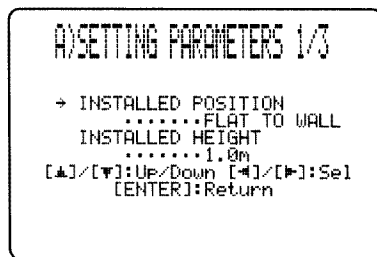 A)SETTING PARAMETERS 1/3
→ INSTALLED POSITION
·······FLAT TO WALL
INSTALLED HEIGHT
·······1.0m
[▲]/[▼]:Up/Down [◄]/[►]:Sel
[ENTER]:Return